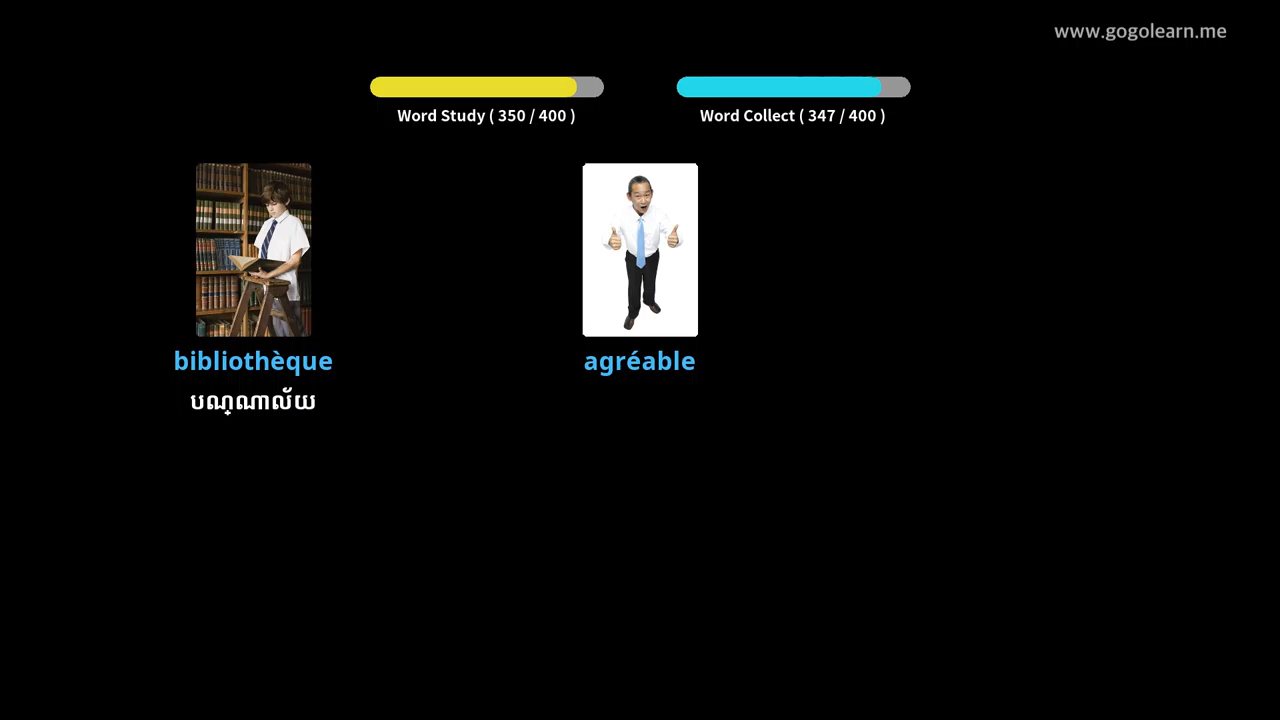 www.gogolearn.me
Word Study ( 350 / 400 )
Word Collect ( 347 / 400 )
bibliothèque
agréable
បណ្ណាល័យ